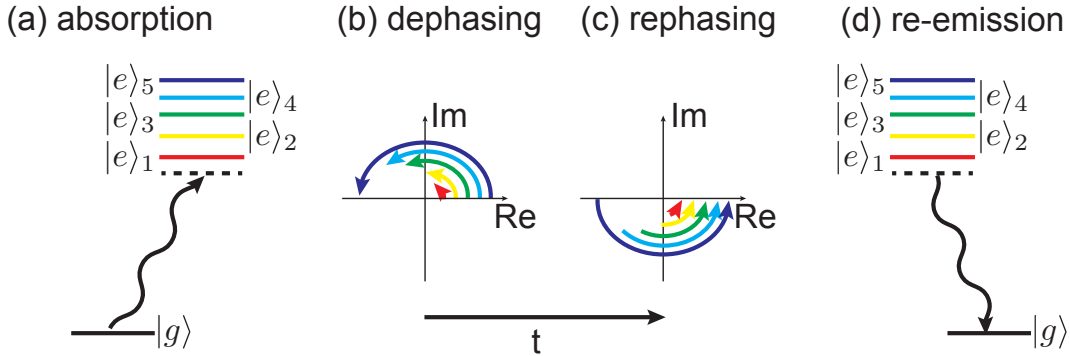 (a) absorption
(b) dephasing
(c) rephasing
(d) re-emission
|e⟩₅
|e⟩₄
|e⟩₃
|e⟩₂
|e⟩₁
|g⟩
Im
Re
Im
Re
t
|e⟩₅
|e⟩₄
|e⟩₃
|e⟩₂
|e⟩₁
|g⟩